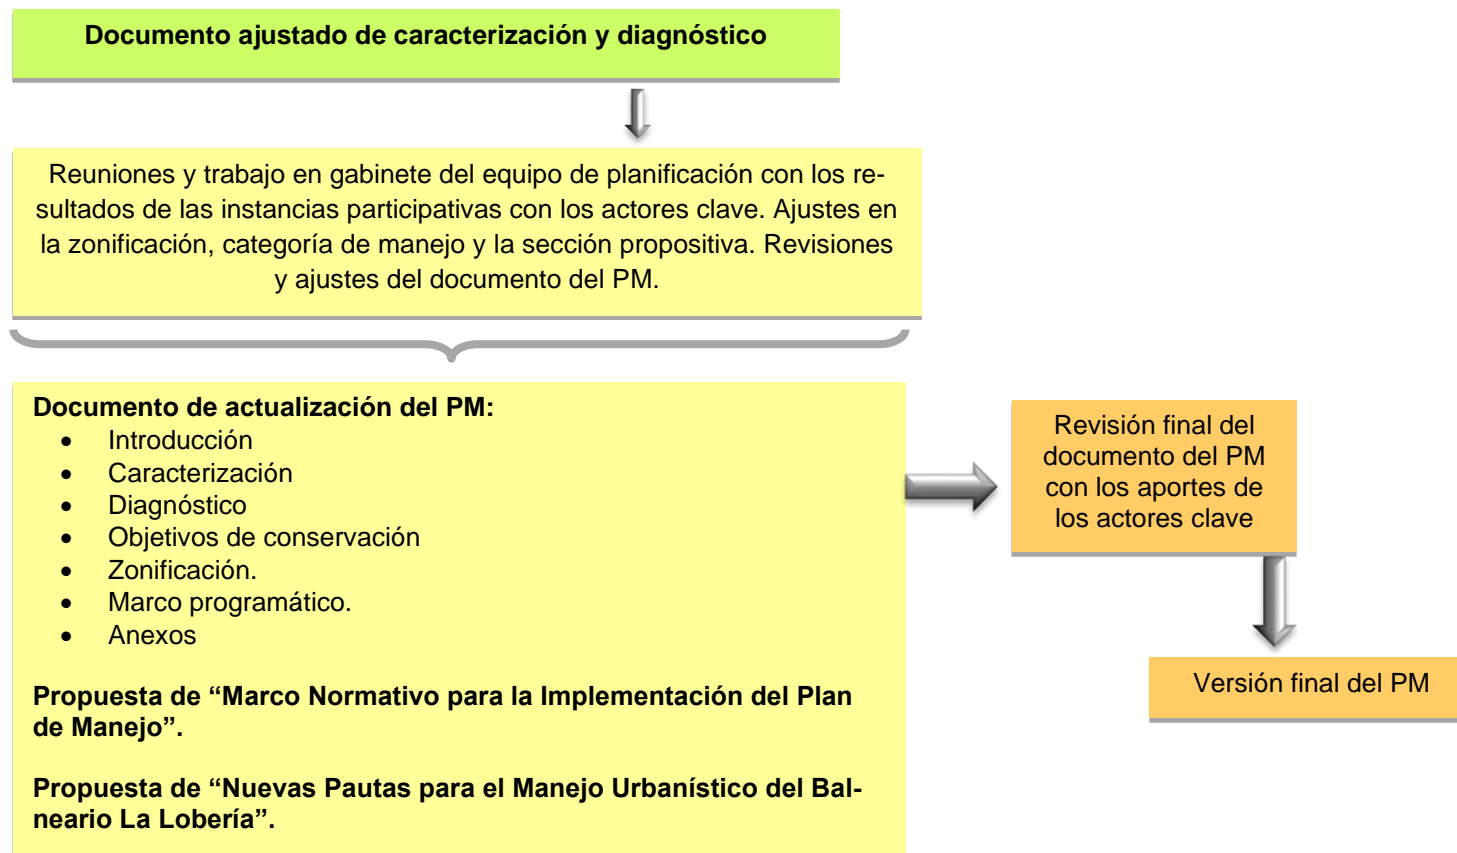 Documento ajustado de caracterización y diagnóstico
Reuniones y trabajo en gabinete del equipo de planificación con los re-
sultados de las instancias participativas con los actores clave. Ajustes en
la zonificación, categoría de manejo y la sección propositiva. Revisiones
y ajustes del documento del PM.
Documento de actualización del PM:
• Introducción
• Caracterización
• Diagnóstico
• Objetivos de conservación
• Zonificación.
• Marco programático.
• Anexos
Propuesta de “Marco Normativo para la Implementación del Plan
de Manejo”.
Propuesta de “Nuevas Pautas para el Manejo Urbanístico del Bal-
neario La Lobería”.
Revisión final del
documento del PM
con los aportes de
los actores clave
Versión final del PM